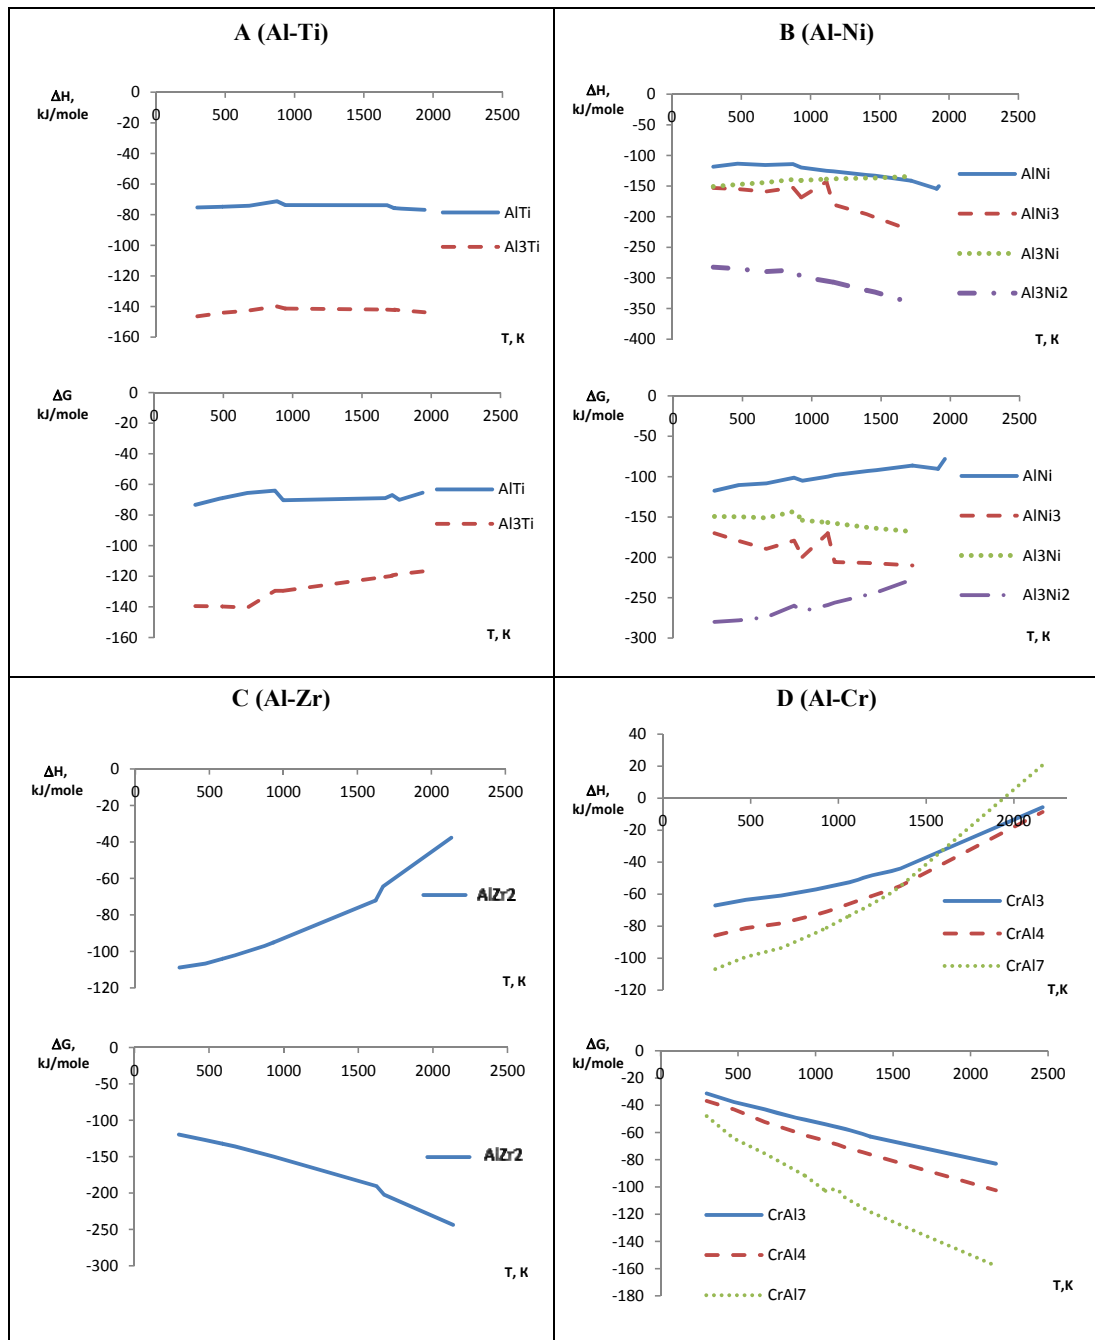 A (Al-Ti)
ΔH,
kJ/mole
0
-20
-40
-60
-80
-100
-120
-140
-160
0 500 1000 1500 2000 2500
AlTi
Al3Ti
T, K
ΔG
kJ/mole
0
-20
-40
-60
-80
-100
-120
-140
-160
0 500 1000 1500 2000 2500
AlTi
Al3Ti
T, K
B (Al-Ni)
ΔH,
kJ/mole
0
-50
-100
-150
-200
-250
-300
-350
-400
0 500 1000 1500 2000 2500
AlNi
AlNi3
Al3Ni
Al3Ni2
T, K
ΔG,
kJ/mole
0
-50
-100
-150
-200
-250
-300
0 500 1000 1500 2000 2500
AlNi
AlNi3
Al3Ni
Al3Ni2
T, K
C (Al-Zr)
ΔH,
kJ/mole
0
-20
-40
-60
-80
-100
-120
0 500 1000 1500 2000 2500
AlZr2
T, K
ΔG,
kJ/mole
0
-50
-100
-150
-200
-250
-300
0 500 1000 1500 2000 2500
AlZr2
T, K
D (Al-Cr)
ΔH,
kJ/mole
40
20
0
-20
-40
-60
-80
-100
-120
0 500 1000 1500 2000
CrAl3
CrAl4
CrAl7
T,K
ΔG,
kJ/mole
0
-20
-40
-60
-80
-100
-120
-140
-160
-180
0 500 1000 1500 2000 2500
CrAl3
CrAl4
CrAl7
T,K